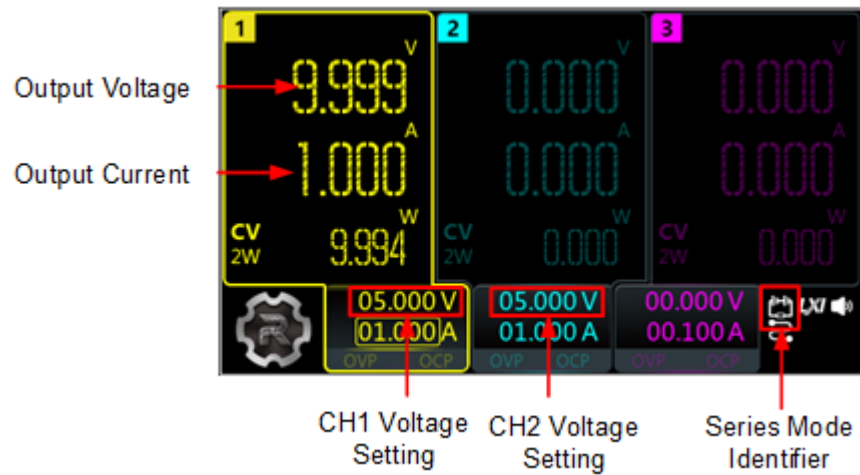 1
2
3
Output Voltage
9.999 V
0.000 V
0.000 V
Output Current
1.000 A
0.000 A
0.000 A
CV
2W
9.994 W
CV
2W
0.000 W
CV
2W
0.000 W
R
05.000 V
05.000 V
00.000 V
LXI
01.000 A
01.000 A
00.100 A
OVP OCP
OVP OCP
OVP OCP
CH1 Voltage
Setting
CH2 Voltage
Setting
Series Mode
Identifier